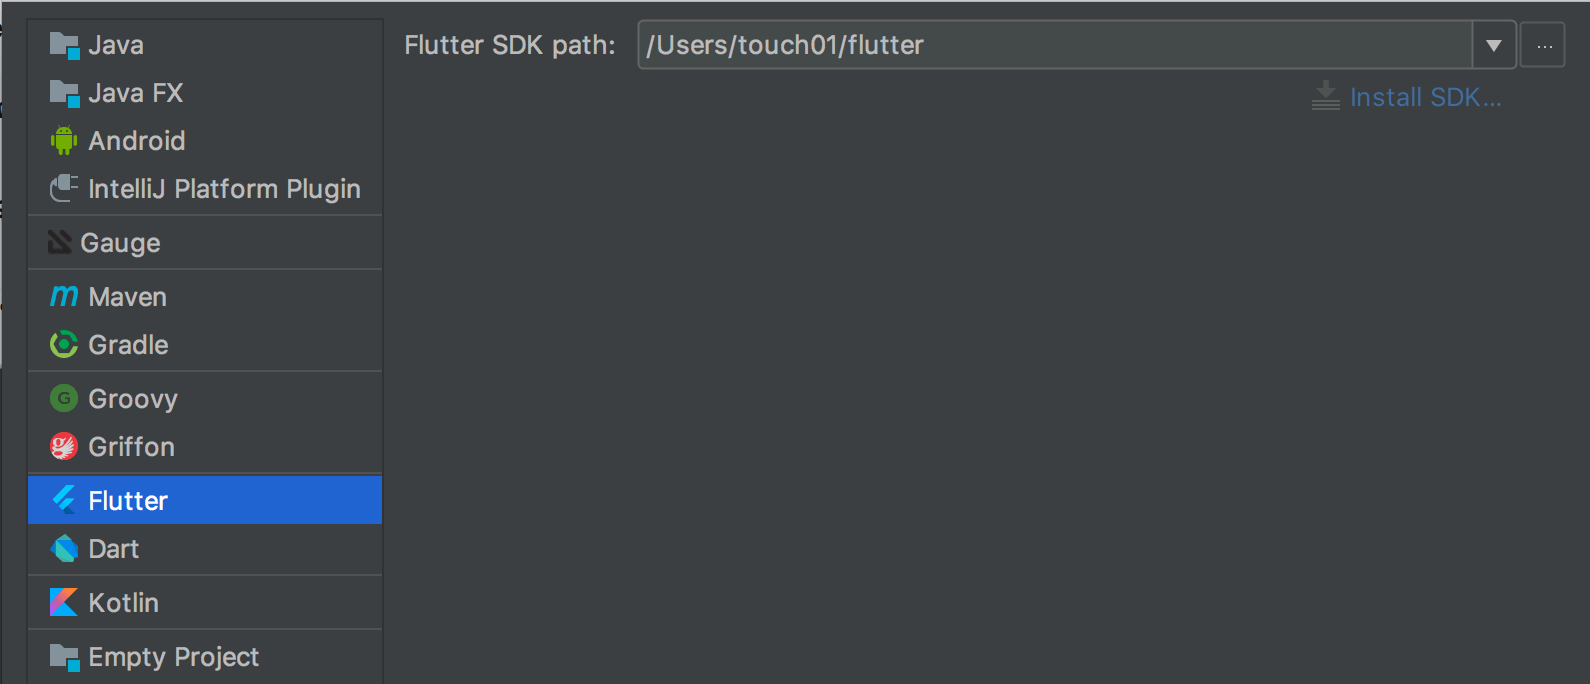 Java
Java FX
Android
IntelliJ Platform Plugin
Gauge
Maven
Gradle
G
Groovy
Griffon
Flutter
Dart
Kotlin
Empty Project
Flutter SDK path: /Users/touch01/flutter ...
Install SDK...